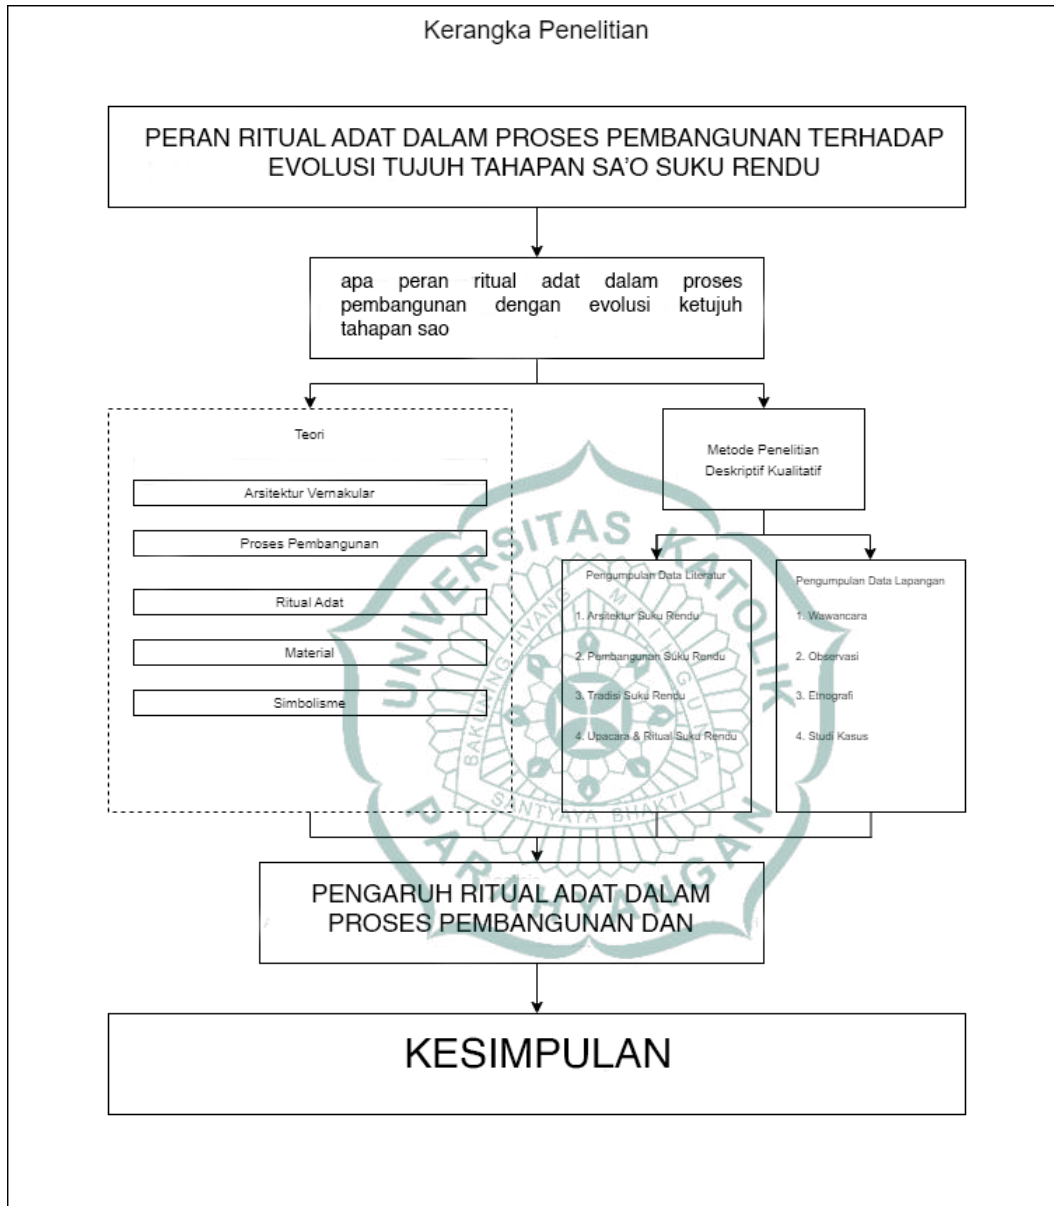 Kerangka Penelitian
PERAN RITUAL ADAT DALAM PROSES PEMBANGUNAN TERHADAP
EVOLUSI TUJUH TAHAPAN SA'O SUKU RENDU
apa peran ritual adat dalam proses
pembangunan dengan evolusi ketujuh
tahapan sao
Teori
Arsitektur Vernakular
Proses Pembangunan
Ritual Adat
Material
Simbolisme
Metode Penelitian
Deskriptif Kualitatif
Pengumpulan Data Literatur
1. Arsitektur Suku Rendu
2. Pembangunan Suku Rendu
3. Tradisi Suku Rendu
4. Upacara & Ritual Suku Rendu
Pengumpulan Data Lapangan
1. Wawancara
2. Observasi
3. Etnografi
4. Studi Kasus
UNIVERSITAS KATOLIK
PARAHYANGAN
BAKUNING HYANG MRIH GUNA
SANTYAYA BHAKTI
PENGARUH RITUAL ADAT DALAM
PROSES PEMBANGUNAN DAN
KESIMPULAN